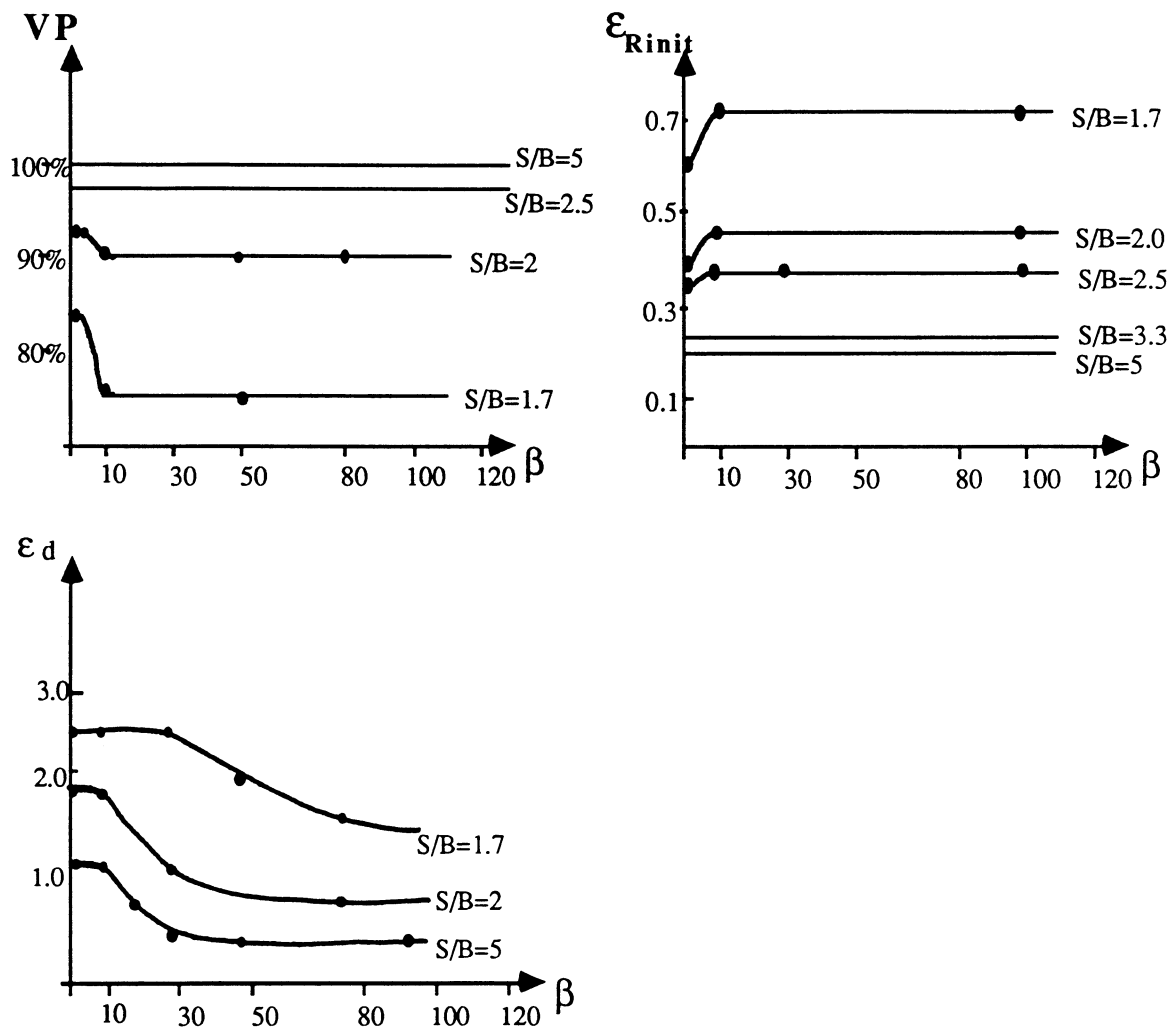 VP
100%
90%
80%
S/B=5
S/B=2.5
S/B=2
S/B=1.7
10 30 50 80 100 120 β
εRinit
0.7
0.5
0.3
0.1
S/B=1.7
S/B=2.0
S/B=2.5
S/B=3.3
S/B=5
10 30 50 80 100 120 β
εd
3.0
2.0
1.0
S/B=1.7
S/B=2
S/B=5
10 30 50 80 100 120 β